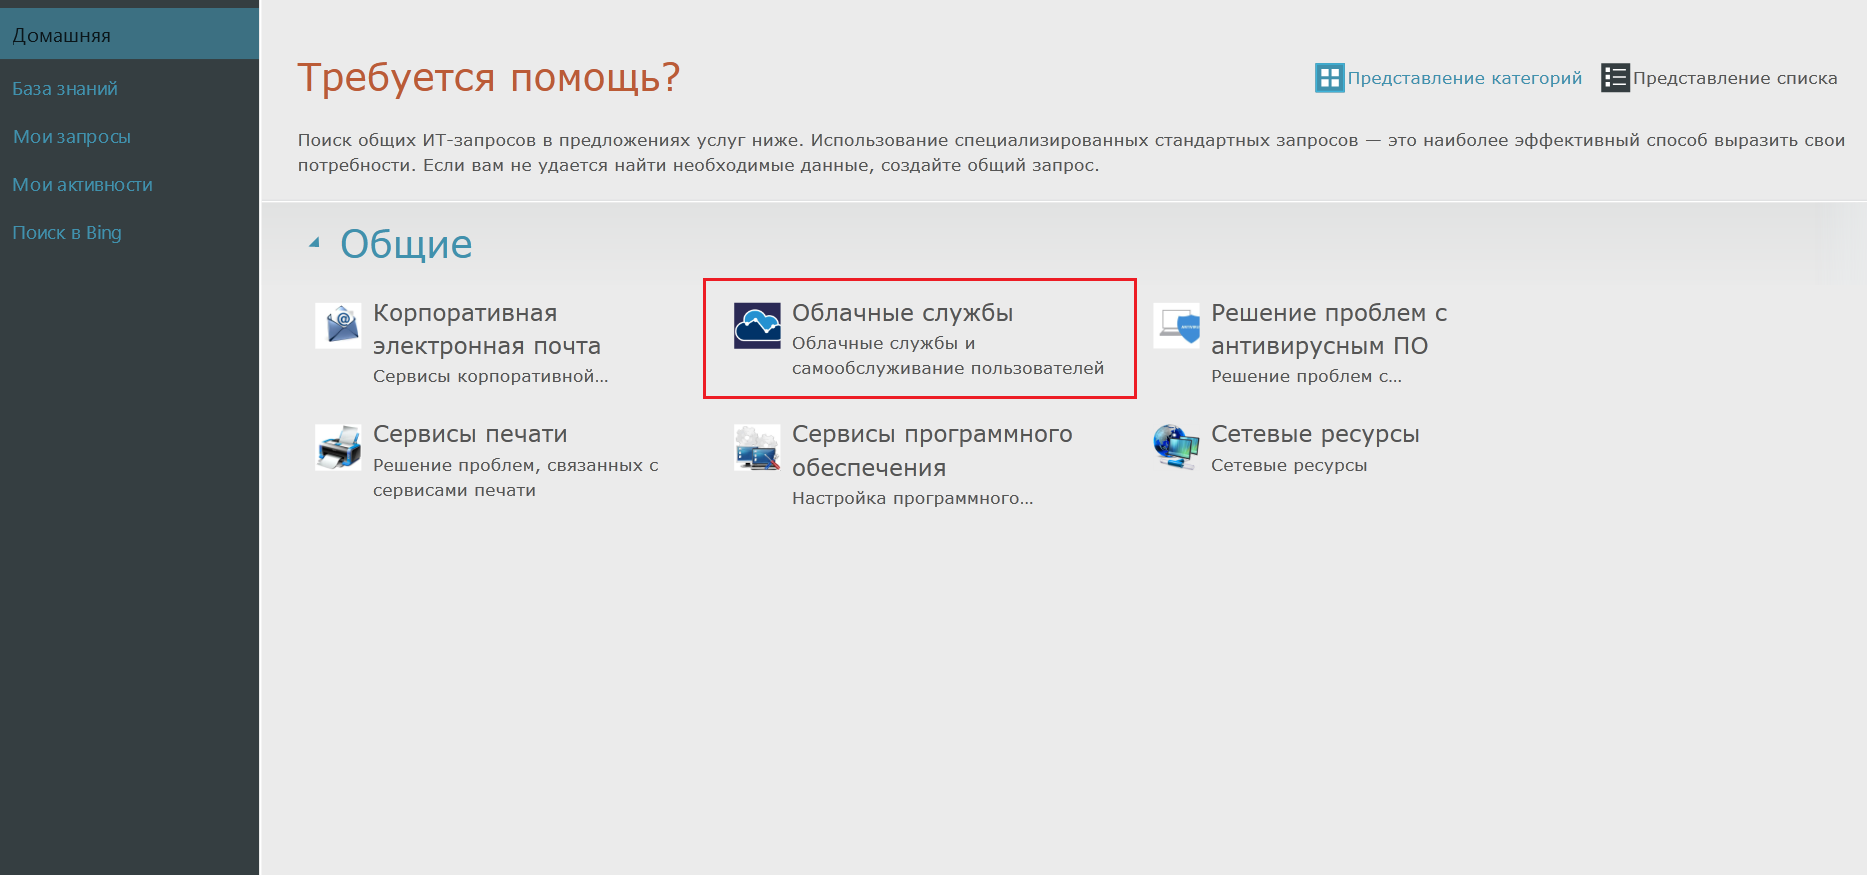 Домашняя
База знаний
Мои запросы
Мои активности
Поиск в Bing
Требуется помощь?
Представление категорий
Представление списка
Поиск общих ИТ-запросов в предложениях услуг ниже. Использование специализированных стандартных запросов — это наиболее эффективный способ выразить свои
потребности. Если вам не удается найти необходимые данные, создайте общий запрос.
Общие
Корпоративная
электронная почта
Сервисы корпоративной…
Облачные службы
Облачные службы и
самообслуживание пользователей
Решение проблем с
антивирусным ПО
Решение проблем с…
Сервисы печати
Решение проблем, связанных с
сервисами печати
Сервисы программного
обеспечения
Настройка программного…
Сетевые ресурсы
Сетевые ресурсы